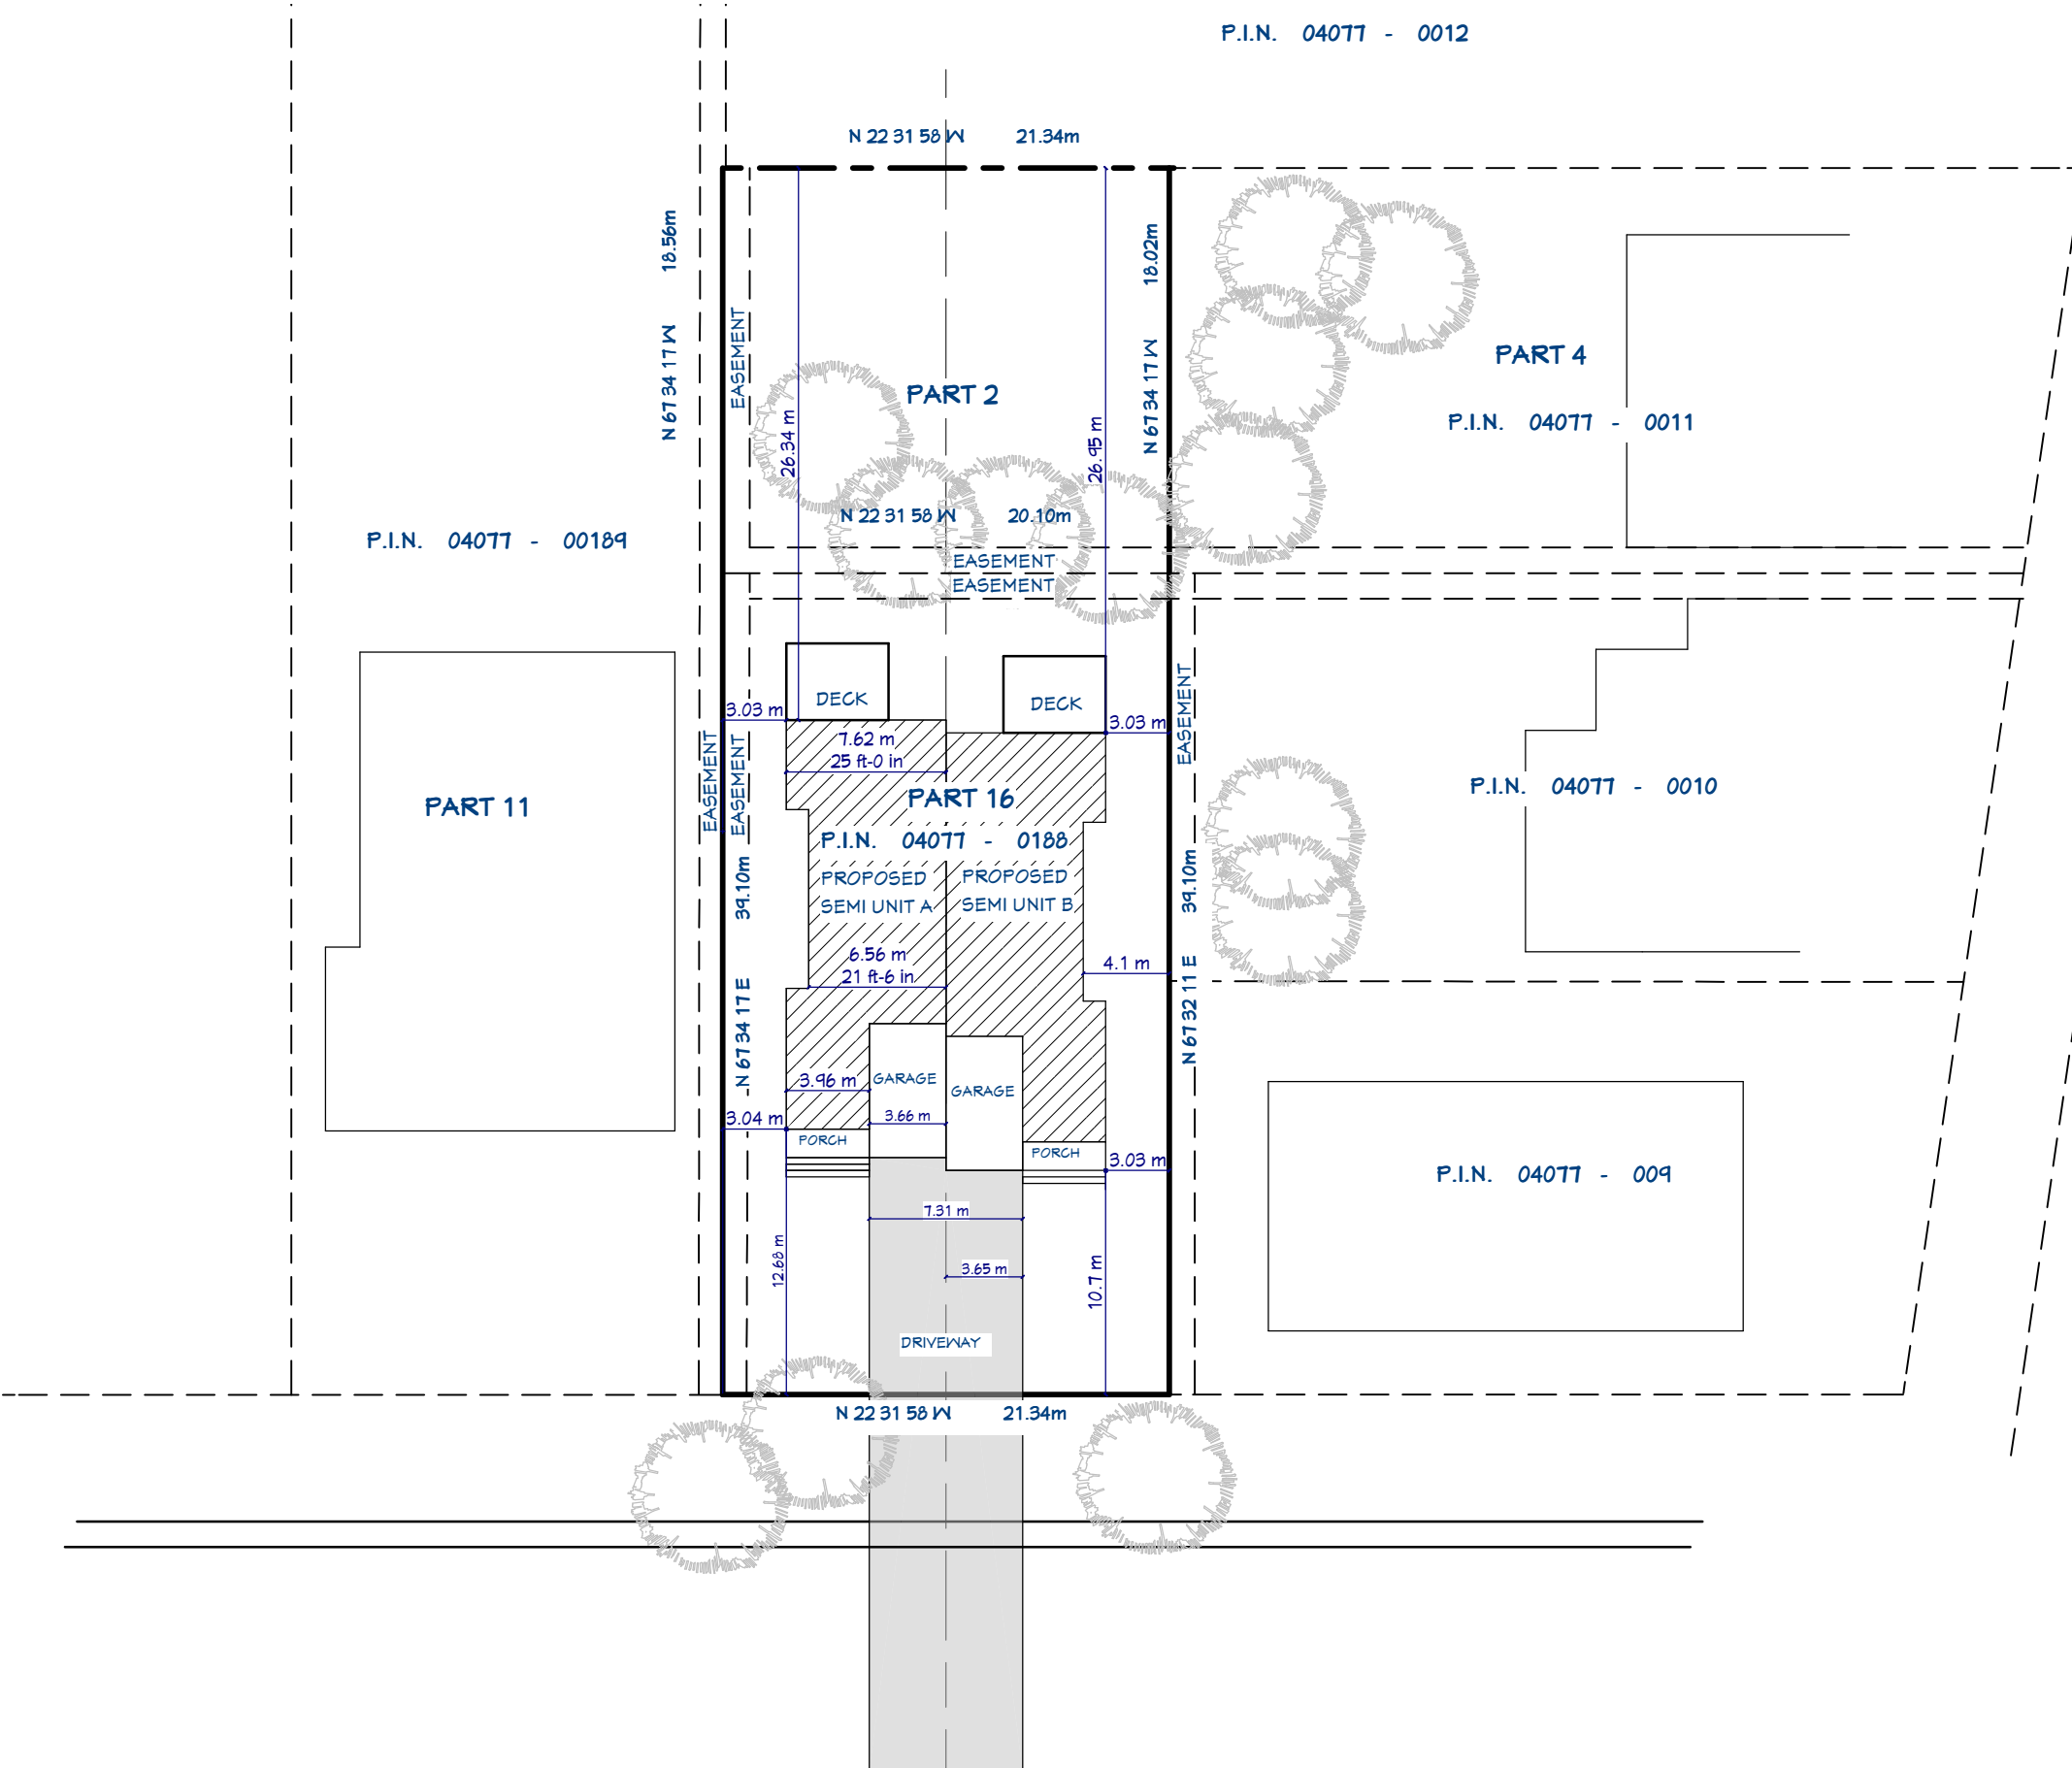 P.I.N. 04077 - 0012
N 22 31 58 W 21.34m
18.56m
N 67 34 17 W
EASEMENT
18.02m
N 67 34 17 W
PART 2
PART 4
P.I.N. 04077 - 0011
26.34 m
26.95 m
N 22 31 58 W 20.10m
P.I.N. 04077 - 00189
EASEMENT
EASEMENT
DECK
DECK
3.03 m
3.03 m
EASEMENT
7.62 m
25 ft-0 in
EASEMENT
EASEMENT
PART 11
PART 16
P.I.N. 04077 - 0188
P.I.N. 04077 - 0010
PROPOSED
SEMI UNIT A
PROPOSED
SEMI UNIT B
39.10m
N 67 34 17 E
39.10m
N 67 32 11 E
6.56 m
21 ft-6 in
4.1 m
3.96 m
GARAGE
GARAGE
3.66 m
3.04 m
PORCH
PORCH
3.03 m
P.I.N. 04077 - 009
7.31 m
12.68 m
3.65 m
10.7 m
DRIVEWAY
N 22 31 58 W 21.34m